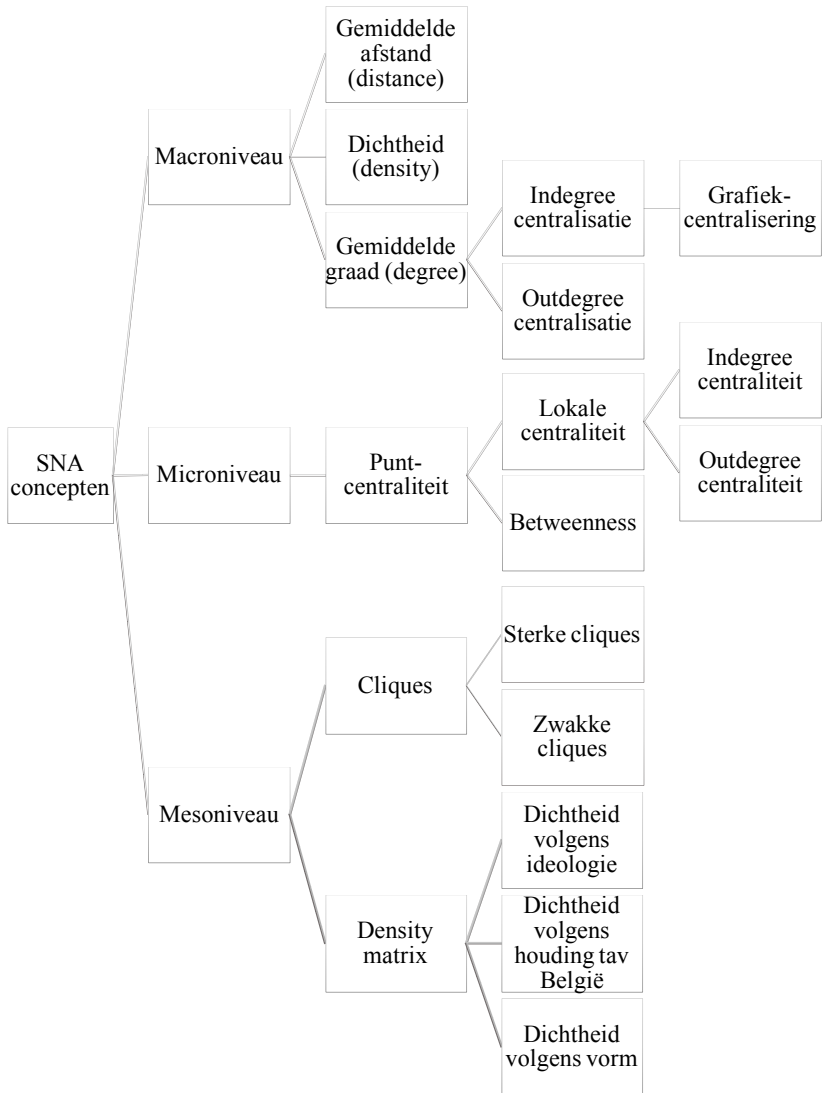 SNA
concepten
Macroniveau
Gemiddelde
afstand
(distance)
Dichtheid
(density)
Gemiddelde
graad (degree)
Indegree
centralisatie
Grafiek-
centralisering
Outdegree
centralisatie
Microniveau
Punt-
centraliteit
Lokale
centraliteit
Indegree
centraliteit
Outdegree
centraliteit
Betweenness
Mesoniveau
Cliques
Sterke cliques
Zwakke
cliques
Density
matrix
Dichtheid
volgens
ideologie
Dichtheid
volgens
houding tav
België
Dichtheid
volgens vorm